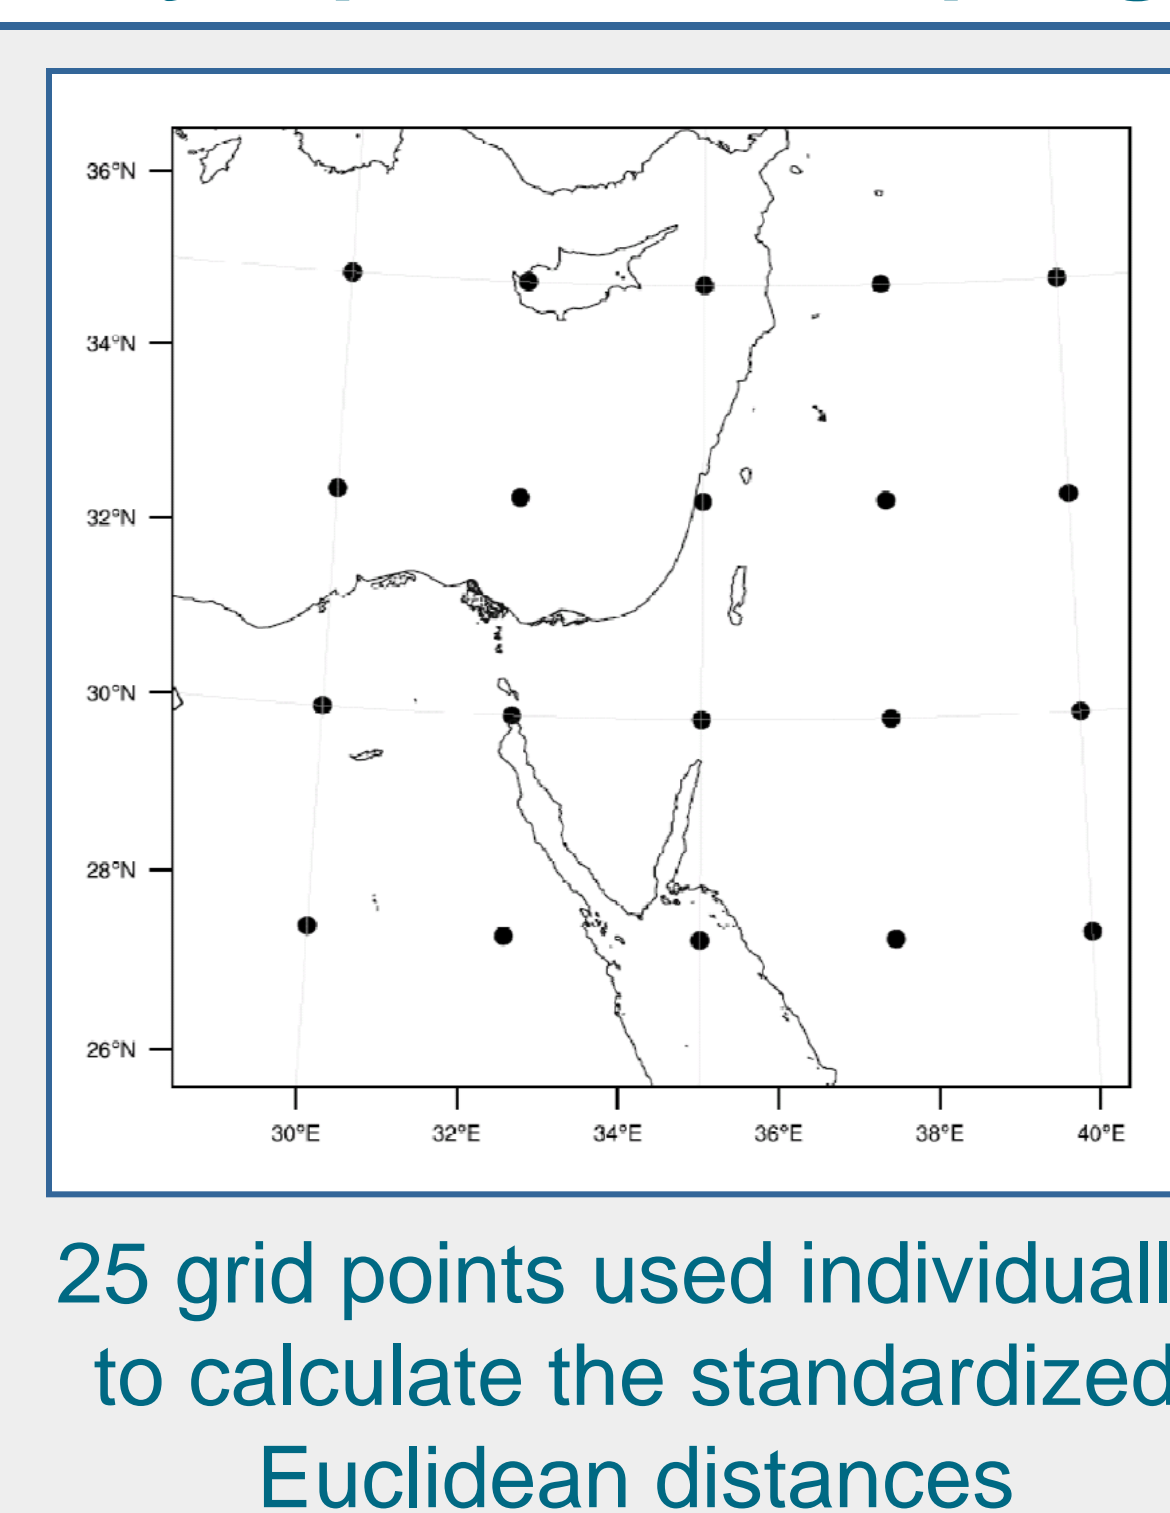 36°N
34°N
32°N
30°N
28°N
26°N
30°E 32°E 34°E 36°E 38°E 40°E
25 grid points used individuall
to calculate the standardized
Euclidean distances